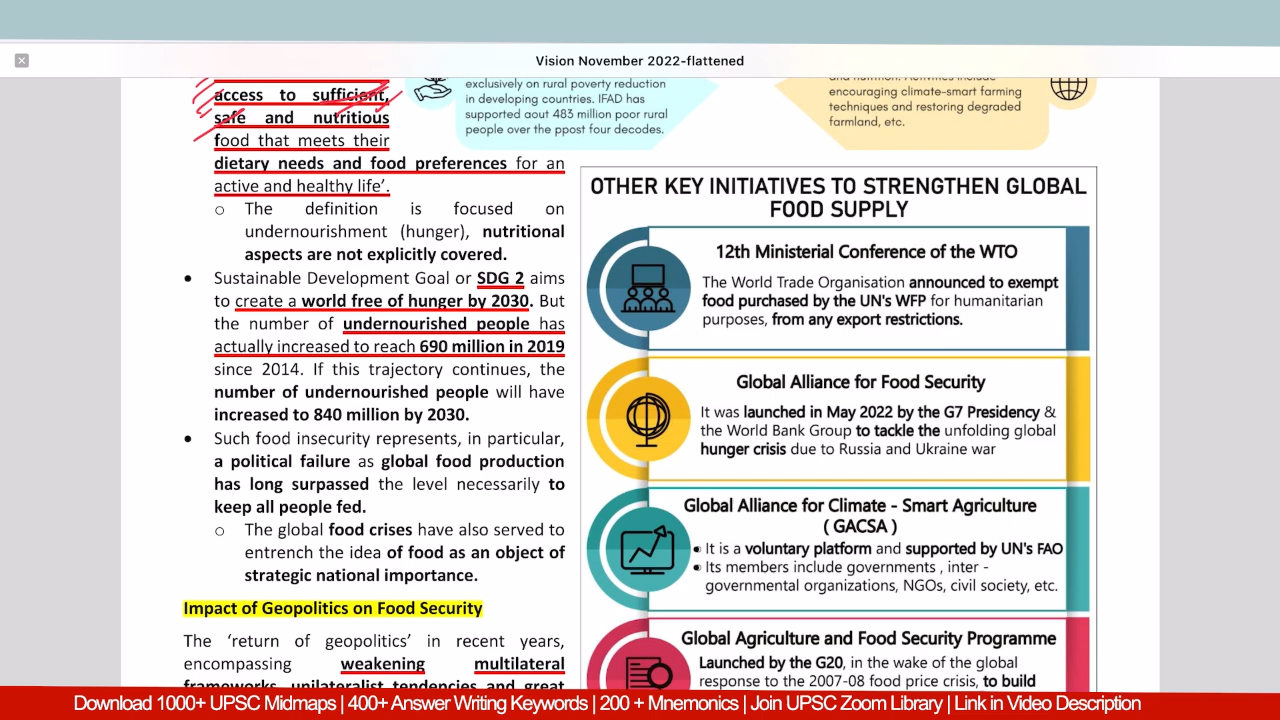 Vision November 2022-flattened
access to sufficient,
safe and nutritious
food that meets their
dietary needs and food preferences for an
active and healthy life’.
o The definition is focused on
undernourishment (hunger), nutritional
aspects are not explicitly covered.
• Sustainable Development Goal or SDG 2 aims
to create a world free of hunger by 2030. But
the number of undernourished people has
actually increased to reach 690 million in 2019
since 2014. If this trajectory continues, the
number of undernourished people will have
increased to 840 million by 2030.
• Such food insecurity represents, in particular,
a political failure as global food production
has long surpassed the level necessarily to
keep all people fed.
o The global food crises have also served to
entrench the idea of food as an object of
strategic national importance.
Impact of Geopolitics on Food Security
The ‘return of geopolitics’ in recent years,
encompassing weakening multilateral
frameworks, unilateralist tendencies and great
exclusively on rural poverty reduction
in developing countries. IFAD has
supported aout 483 million poor rural
people over the ppost four decades.
and nutrition. Activities include
encouraging climate-smart farming
techniques and restoring degraded
farmland, etc.
OTHER KEY INITIATIVES TO STRENGTHEN GLOBAL
FOOD SUPPLY
12th Ministerial Conference of the WTO
The World Trade Organisation announced to exempt
food purchased by the UN's WFP for humanitarian
purposes, from any export restrictions.
Global Alliance for Food Security
It was launched in May 2022 by the G7 Presidency &
the World Bank Group to tackle the unfolding global
hunger crisis due to Russia and Ukraine war
Global Alliance for Climate - Smart Agriculture
( GACSA )
• It is a voluntary platform and supported by UN's FAO
• Its members include governments , inter -
governmental organizations, NGOs, civil society, etc.
Global Agriculture and Food Security Programme
Launched by the G20, in the wake of the global
response to the 2007-08 food price crisis, to build
Download 1000+ UPSC Midmaps | 400+ Answer Writing Keywords | 200 + Mnemonics | Join UPSC Zoom Library | Link in Video Description